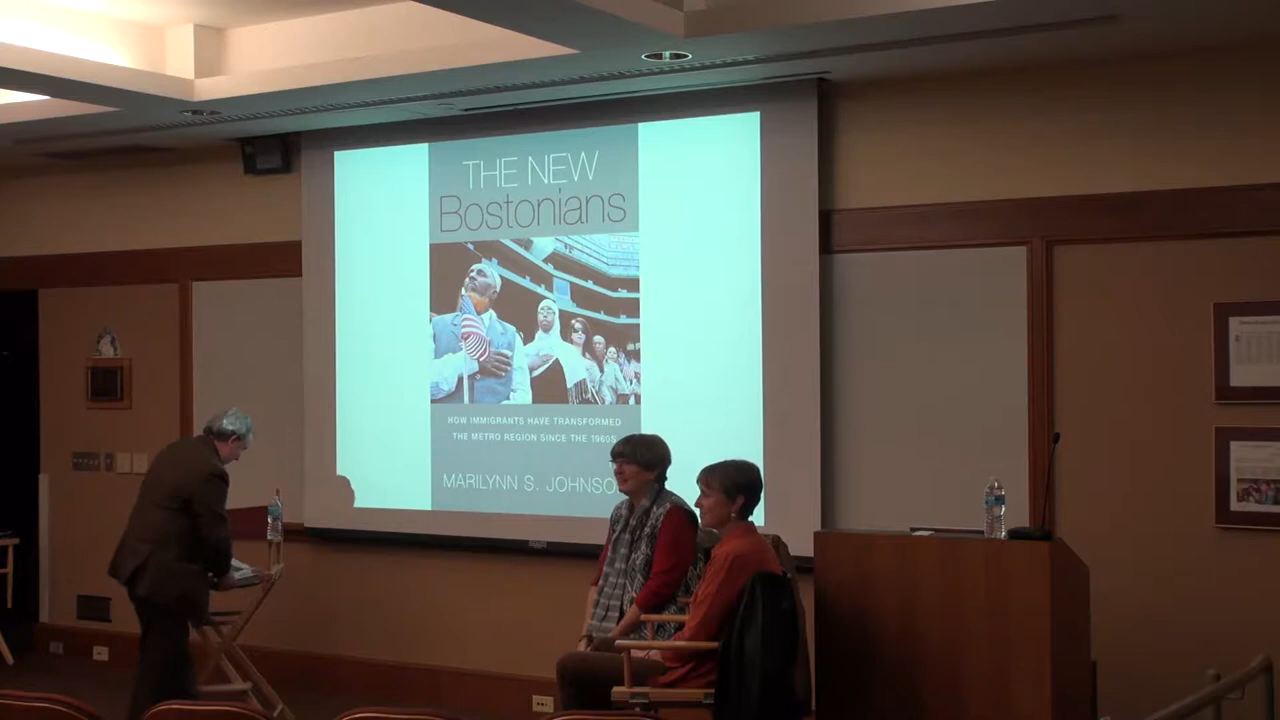 THE NEW
Bostonians
HOW IMMIGRANTS HAVE TRANSFORMED
THE METRO REGION SINCE THE 1960S
MARILYNN S. JOHNSO